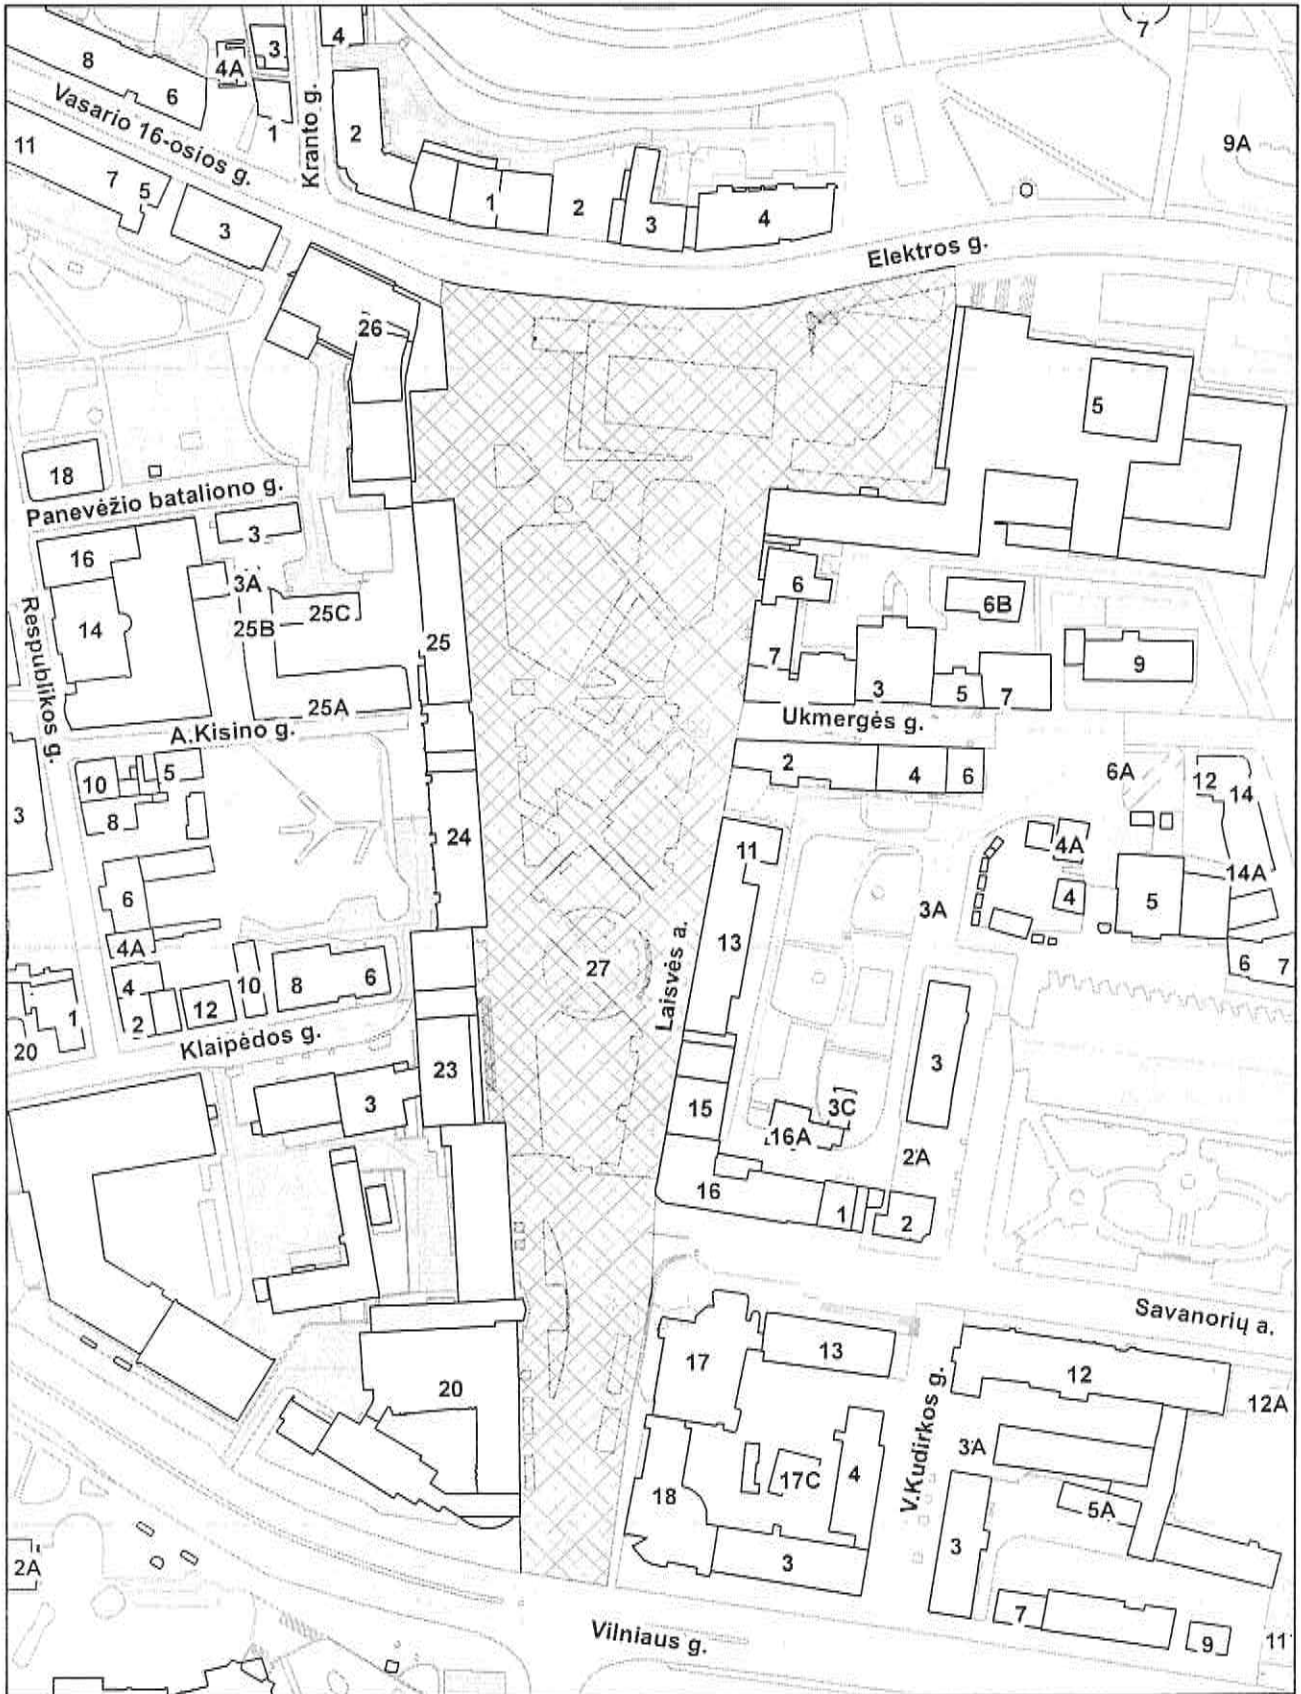 4
7
3
8
4A
6
Vasario 16-osios g.
1
Kranto g.
2
11
7
5
3
1
2
3
4
9A
Elektros g.
26
5
18
Panevėžio bataliono g.
3
16
3A
25C
25B
14
25
Respublikos g.
25A
A.Kisino g.
6
6B
7
3
5
7
9
Ukmergės g.
2
4
6
6A
12
14
10
5
8
3
24
11
4A
14A
6
4
5
3A
13
4A
27
Laisvės a.
6
7
4
10
8
6
12
2
1
20
Klaipėdos g.
23
3
3
15
3C
16A
2A
16
1
2
Savanorių a.
17
13
12
12A
20
V.Kudirkos g.
3A
17C
4
18
5A
3
3
2A
7
9
11
Vilniaus g.